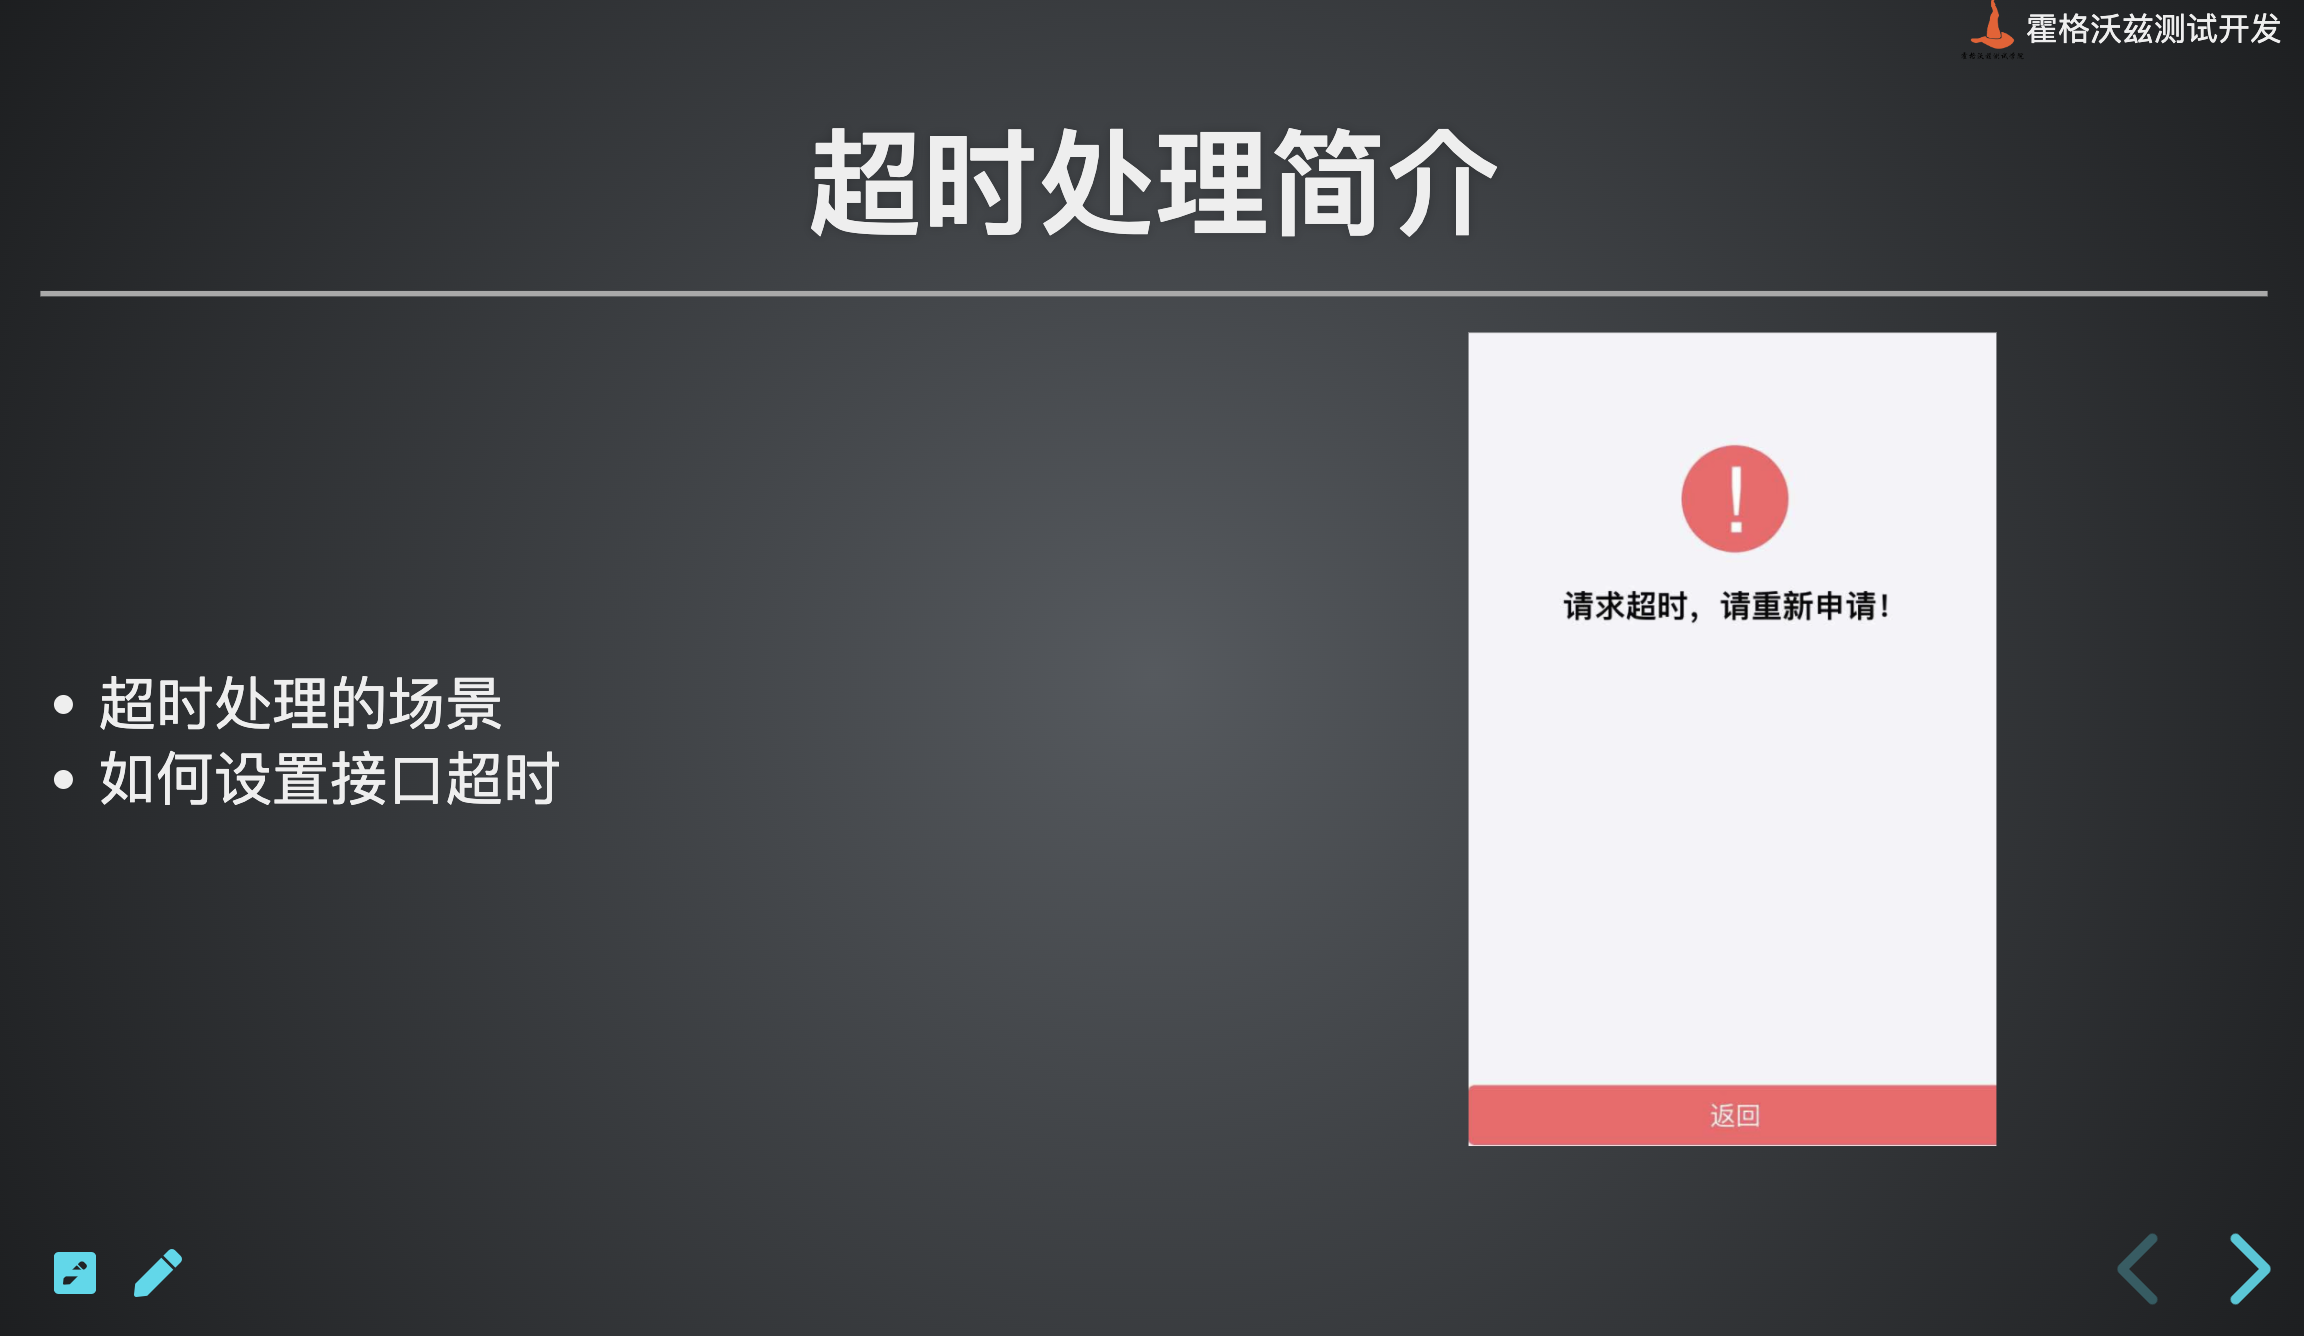 霍格沃兹测试开发
超时处理简介
超时处理的场景
如何设置接口超时
请求超时，请重新申请！
返回